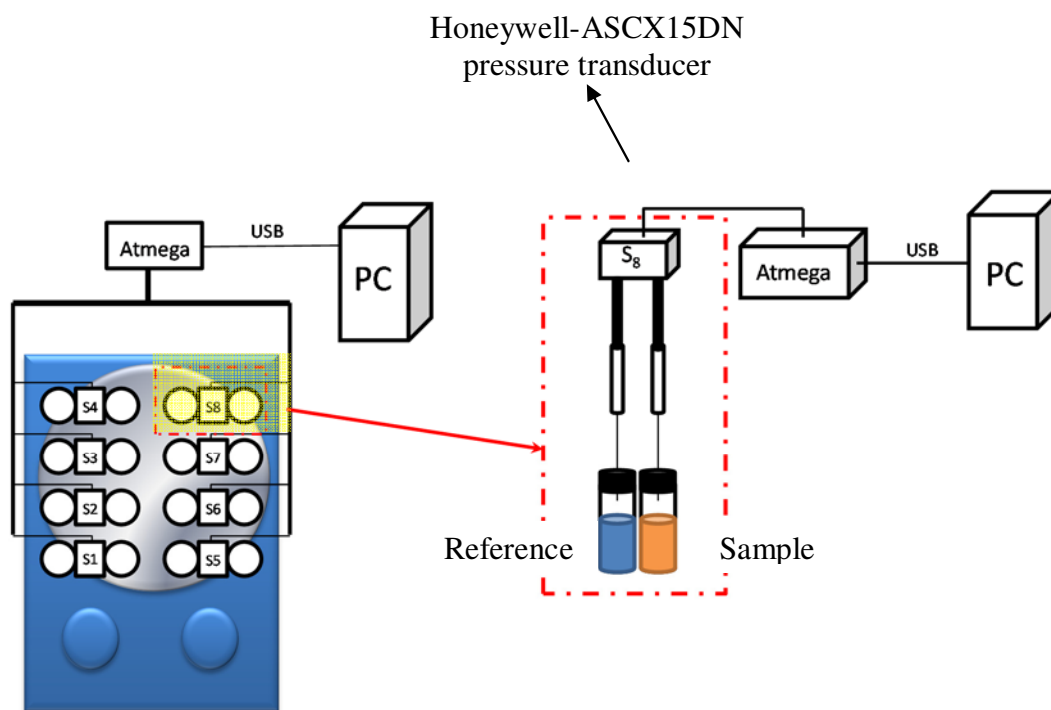 Honeywell-ASCX15DN
pressure transducer
Atmega
USB
PC
S4
S8
S3
S7
S2
S6
S1
S5
S8
Atmega
USB
PC
Reference
Sample